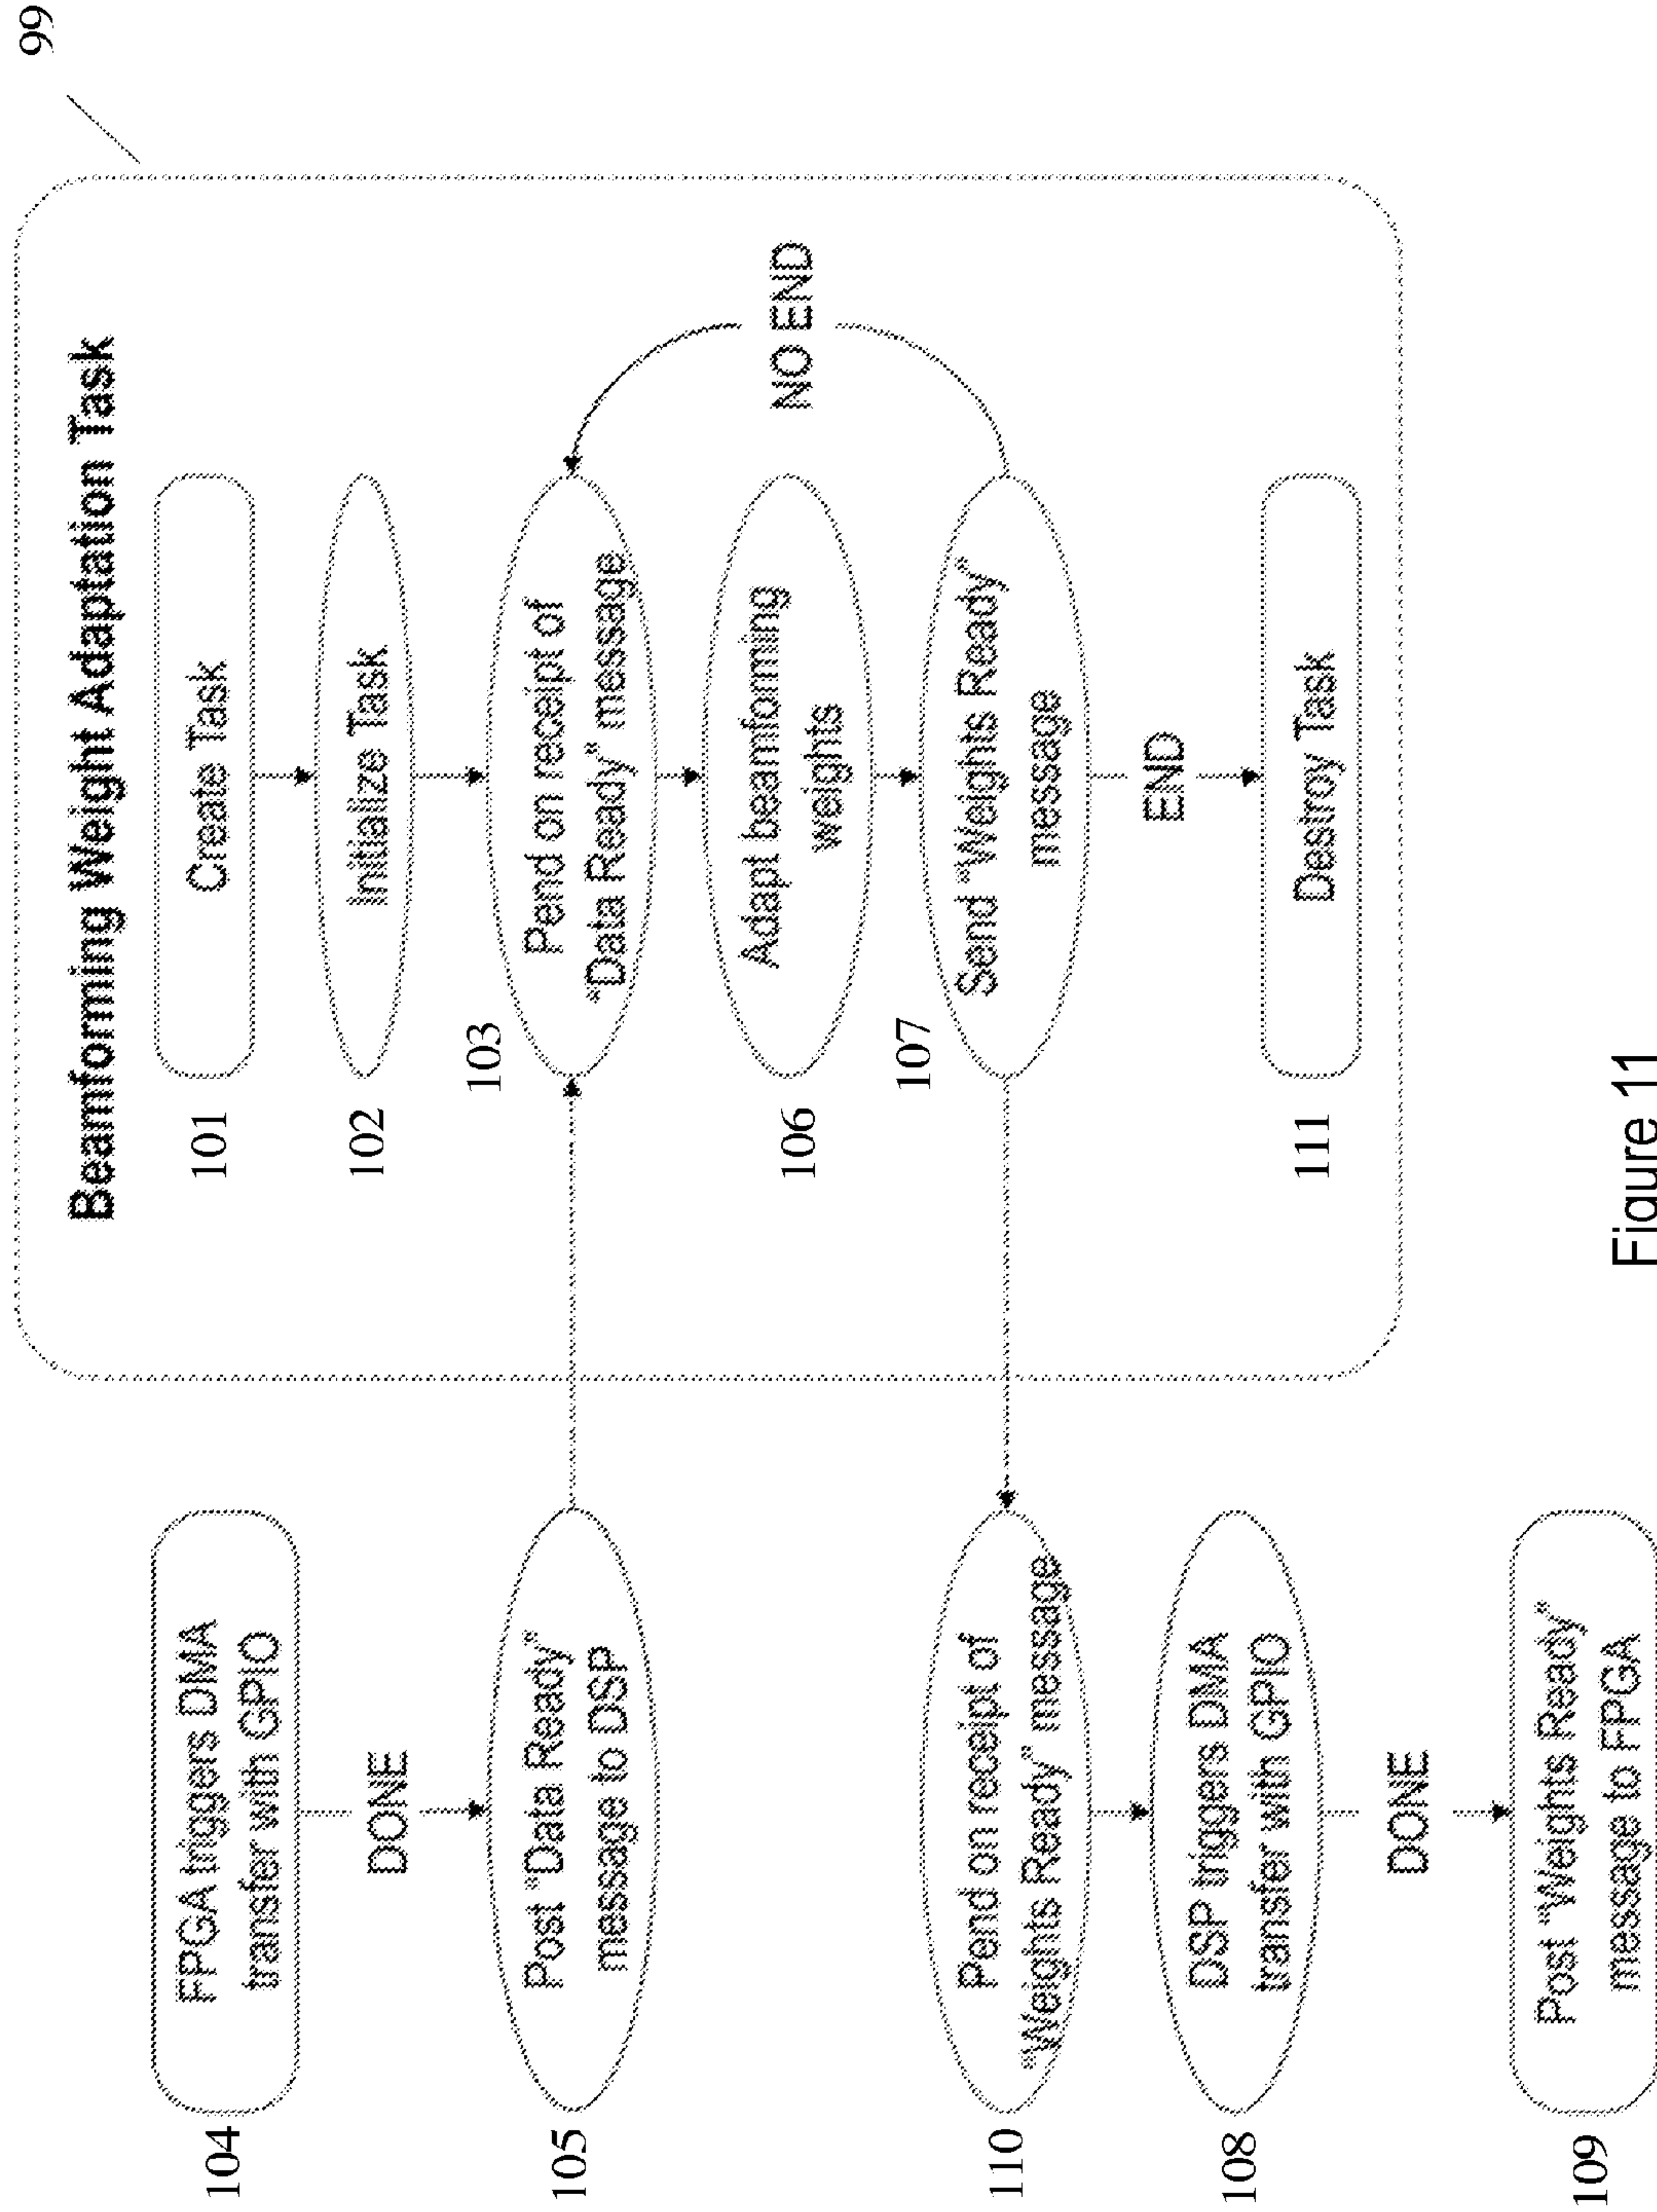 99
Beamforming Weight Adaptation Task
101
Create Task
102
Initialize Task
103
Pend on receipt of
"Data Ready" message
106
Adapt beamforming
weights
107
Send "Weights Ready"
message
NO END
END
111
Destroy Task
104
FPGA triggers DMA
transfer with GPIO
DONE
105
Post "Data Ready"
message to DSP
110
Pend on receipt of
"Weights Ready" message
108
DSP triggers DMA
transfer with GPIO
DONE
109
Post "Weights Ready"
message to FPGA
Figure 11